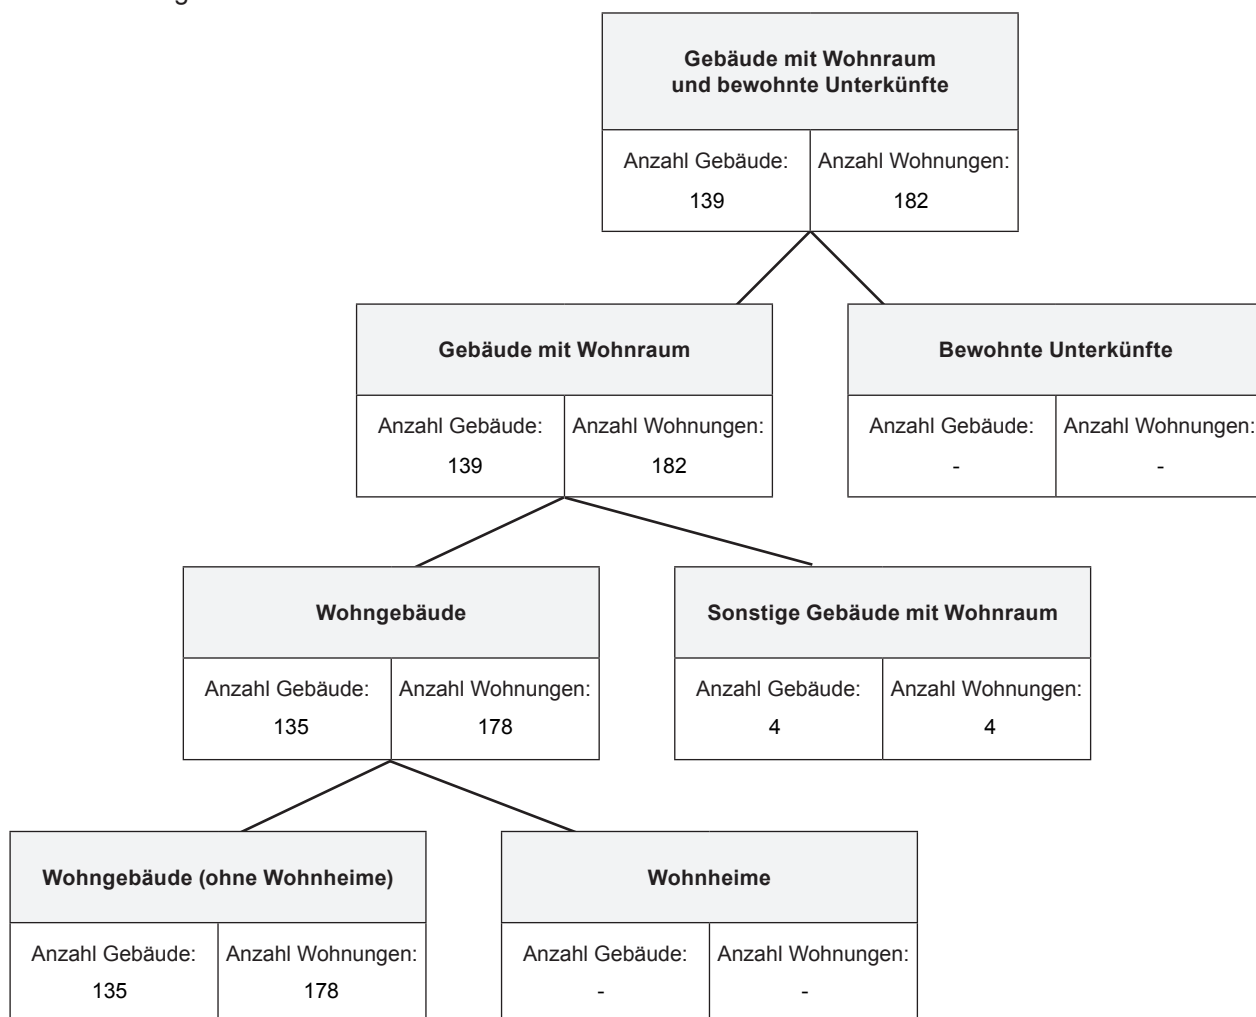 Gebäude mit Wohnraum
und bewohnte Unterkünfte
Anzahl Gebäude: Anzahl Wohnungen:
139 182
Gebäude mit Wohnraum Bewohnte Unterkünfte
Anzahl Gebäude: Anzahl Wohnungen: Anzahl Gebäude: Anzahl Wohnungen:
139 182 - -
Wohngebäude Sonstige Gebäude mit Wohnraum
Anzahl Gebäude: Anzahl Wohnungen: Anzahl Gebäude: Anzahl Wohnungen:
135 178 4 4
Wohngebäude (ohne Wohnheime) Wohnheime
Anzahl Gebäude: Anzahl Wohnungen: Anzahl Gebäude: Anzahl Wohnungen:
135 178 - -